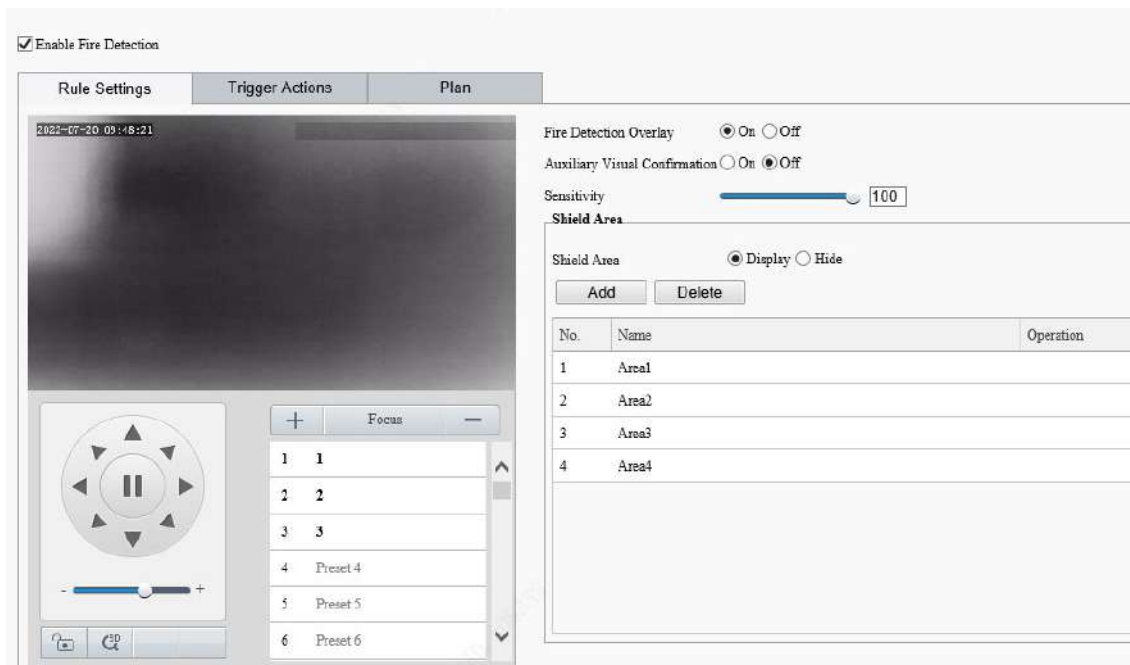 Enable Fire Detection
Rule Settings
Trigger Actions
Plan
2022-07-20 09:48:21
Fire Detection Overlay On Off
Auxiliary Visual Confirmation On Off
Sensitivity 100
Shield Area
Shield Area Display Hide
Add Delete
No. Name Operation
1 Area1
2 Area2
3 Area3
4 Area4
+ Focus —
1 1
2 2
3 3
4 Preset 4
5 Preset 5
6 Preset 6
- +
3D